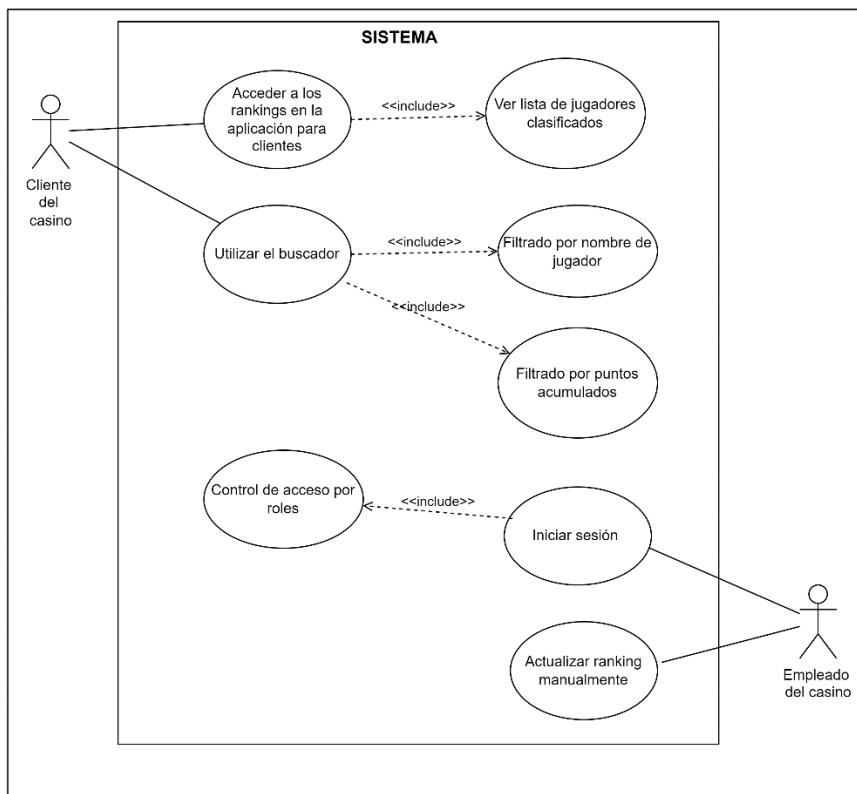 SISTEMA
Acceder a los
rankings en la
aplicación para
clientes
<<include>>
Ver lista de jugadores
clasificados
Cliente
del
casino
Utilizar el buscador
<<include>>
Filtrado por nombre de
jugador
<<include>>
Filtrado por puntos
acumulados
Control de acceso por
roles
<<include>>
Iniciar sesión
Actualizar ranking
manualmente
Empleado
del casino